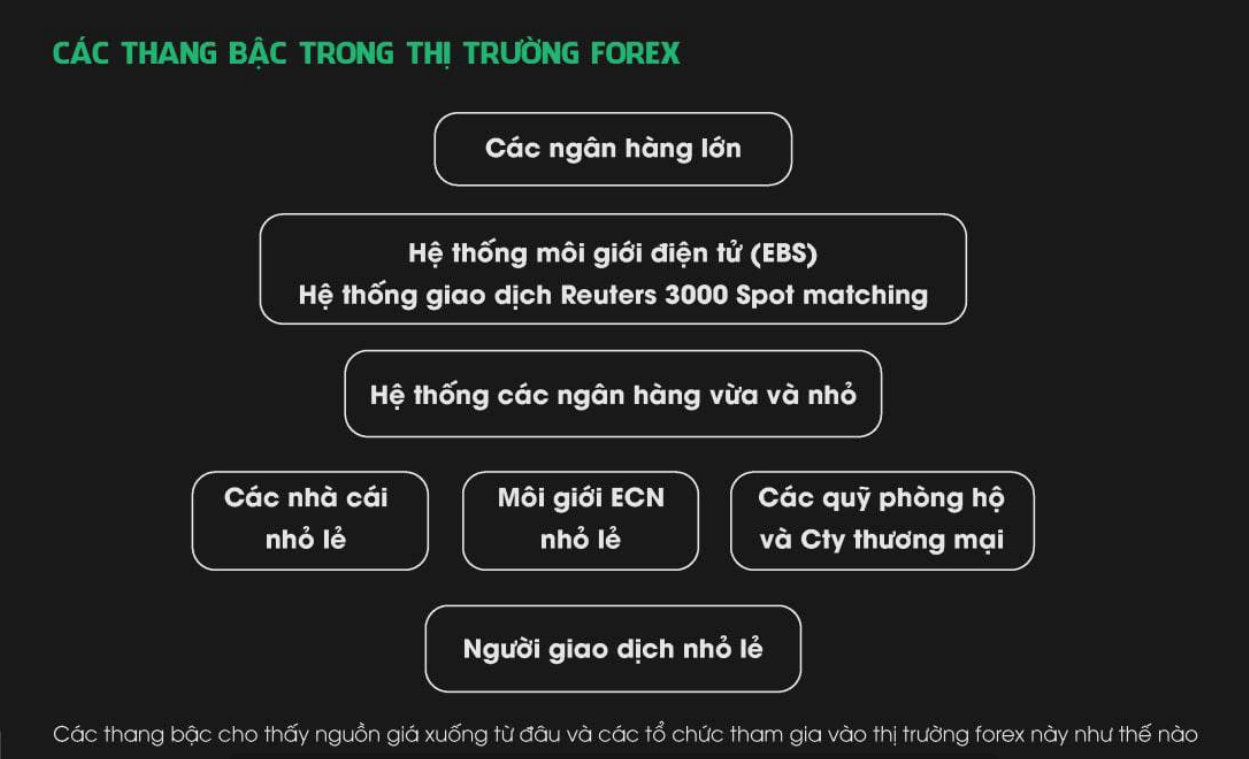 CÁC THANG BẬC TRONG THỊ TRƯỜNG FOREX
Các ngân hàng lớn
Hệ thống môi giới điện tử (EBS)
Hệ thống giao dịch Reuters 3000 Spot matching
Hệ thống các ngân hàng vừa và nhỏ
Các nhà cái
nhỏ lẻ
Môi giới ECN
nhỏ lẻ
Các quỹ phòng hộ
và Cty thương mại
Người giao dịch nhỏ lẻ
Các thang bậc cho thấy nguồn giá xuống từ đâu và các tổ chức tham gia vào thị trường forex này như thế nào